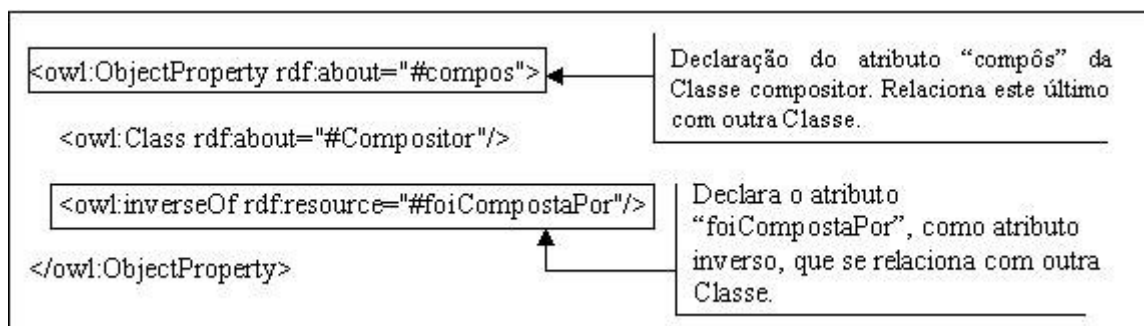 <owl:ObjectProperty rdf:about="#compos">
Declaração do atributo “compôs” da
Classe compositor. Relaciona este último
com outra Classe.
<owl:Class rdf:about="#Compositor"/>
<owl:inverseOf rdf:resource="#foiCompostaPor"/>
Declara o atributo
“foiCompostaPor”, como atributo
inverso, que se relaciona com outra
Classe.
</owl:ObjectProperty>